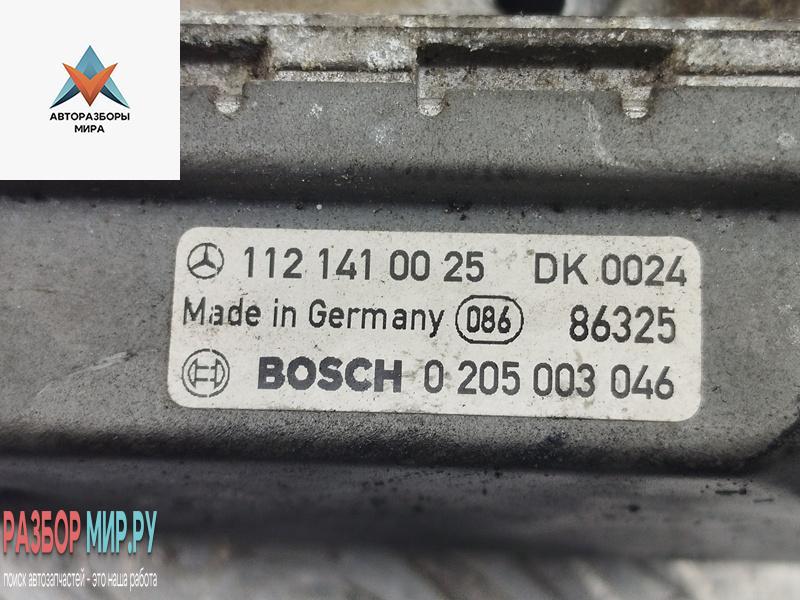 АВТОРАЗБОРЫ
МИРА
112 141 00 25 DK 0024
Made in Germany 086 86325
BOSCH 0 205 003 046
РАЗБОР МИР.РУ
поиск автозапчастей - это наша работа